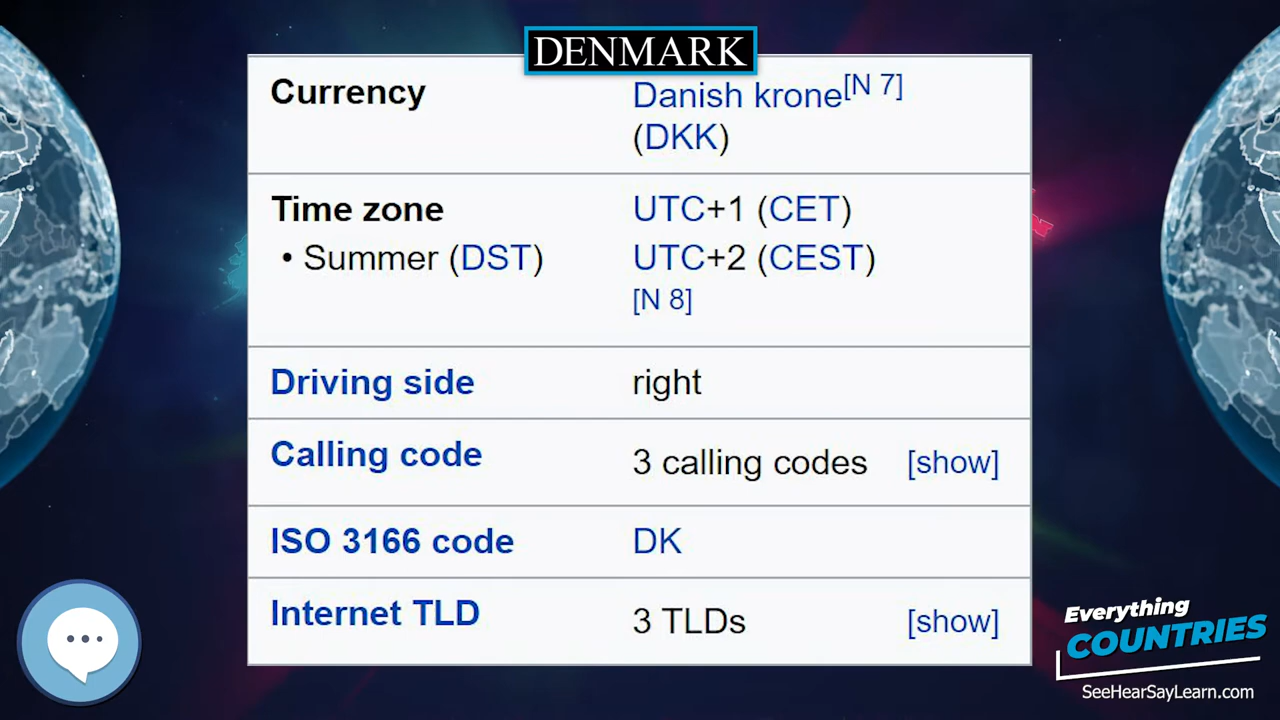 DENMARK
Currency Danish krone[N 7]
(DKK)
Time zone UTC+1 (CET)
• Summer (DST) UTC+2 (CEST)
[N 8]
Driving side right
Calling code 3 calling codes [show]
ISO 3166 code DK
Internet TLD 3 TLDs [show]
Everything
COUNTRIES
SeeHearSayLearn.com